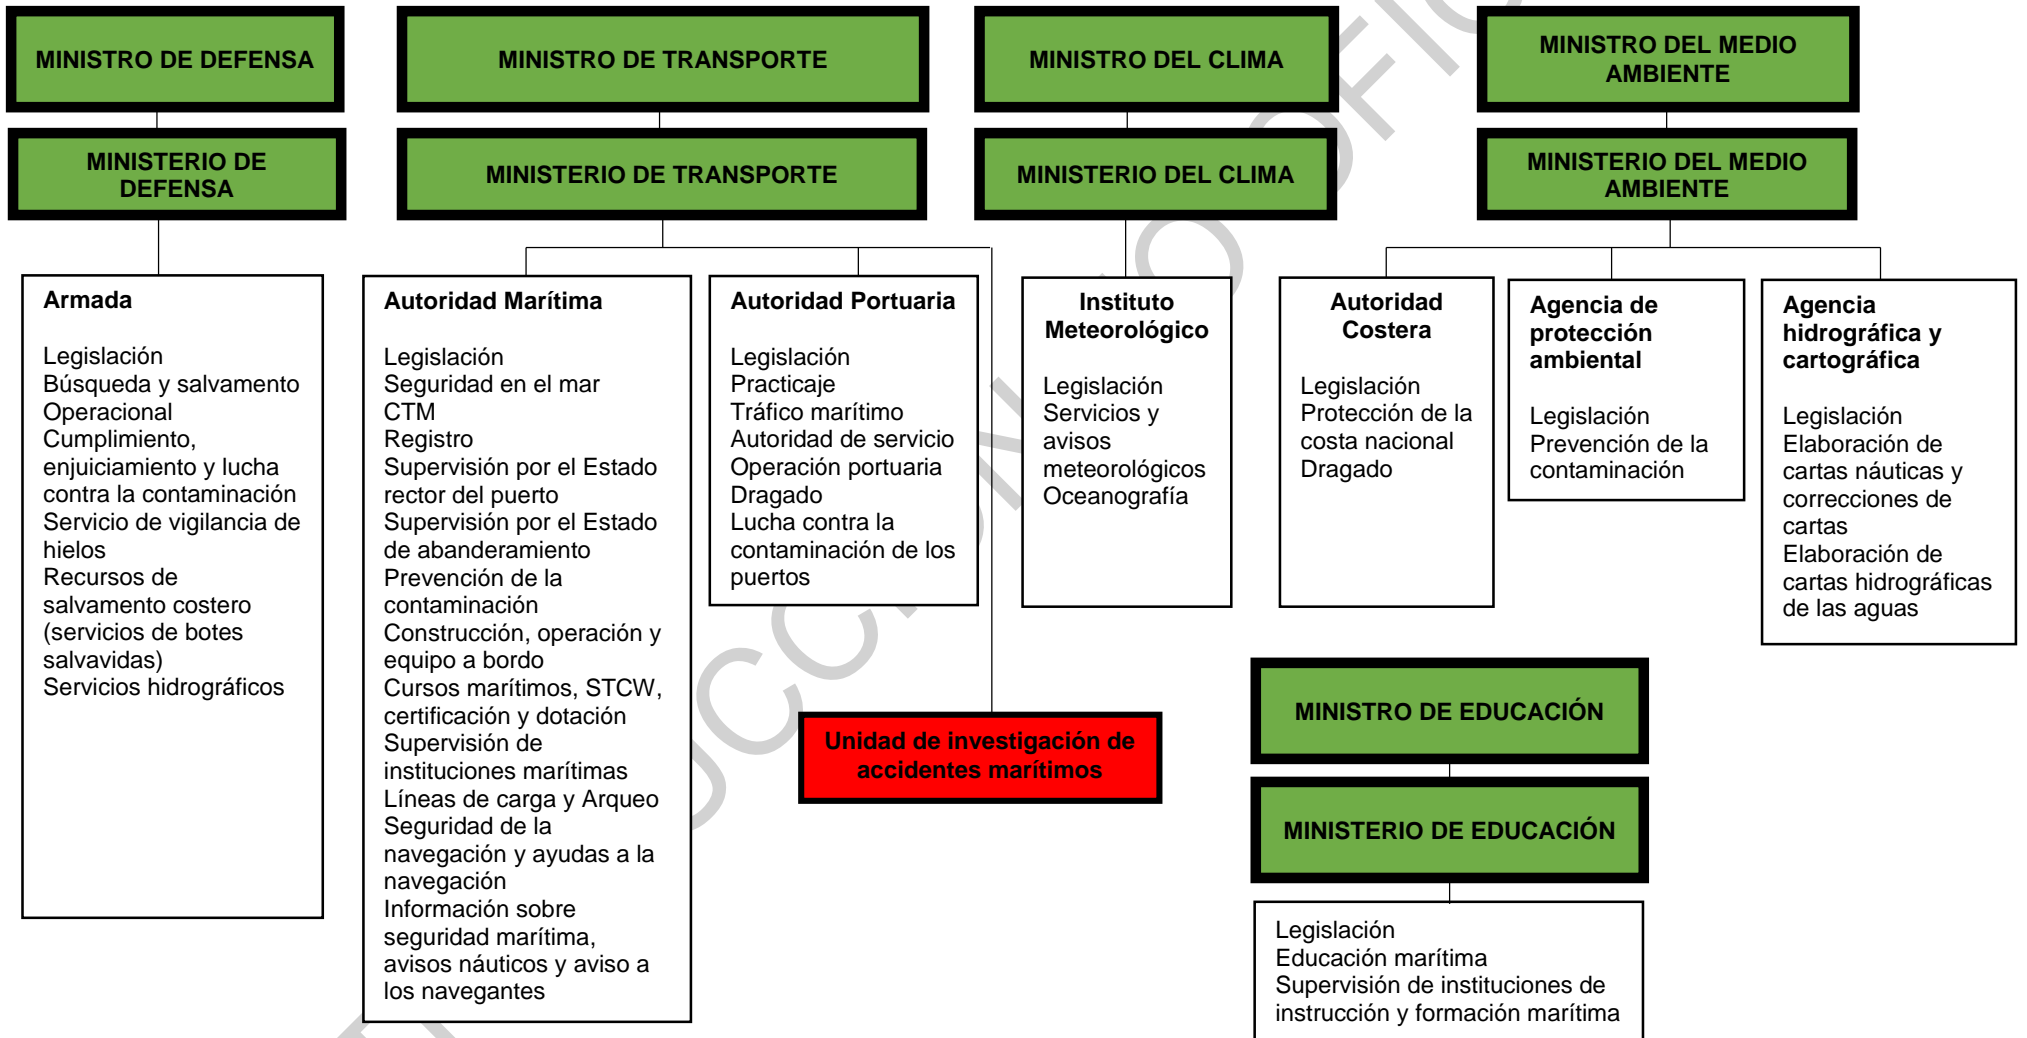 MINISTRO DE DEFENSA
MINISTRO DE TRANSPORTE
MINISTRO DEL CLIMA
MINISTRO DEL MEDIO
AMBIENTE
MINISTERIO DE
DEFENSA
MINISTERIO DE TRANSPORTE
MINISTERIO DEL CLIMA
MINISTERIO DEL MEDIO
AMBIENTE
Armada
Legislación
Búsqueda y salvamento
Operacional
Cumplimiento,
enjuiciamiento y lucha
contra la contaminación
Servicio de vigilancia de
hielos
Recursos de
salvamento costero
(servicios de botes
salvavidas)
Servicios hidrográficos
Autoridad Marítima
Legislación
Seguridad en el mar
CTM
Registro
Supervisión por el Estado
rector del puerto
Supervisión por el Estado
de abanderamiento
Prevención de la
contaminación
Construcción, operación y
equipo a bordo
Cursos marítimos, STCW,
certificación y dotación
Supervisión de
instituciones marítimas
Líneas de carga y Arqueo
Seguridad de la
navegación y ayudas a la
navegación
Información sobre
seguridad marítima,
avisos náuticos y aviso a
los navegantes
Autoridad Portuaria
Legislación
Practicaje
Tráfico marítimo
Autoridad de servicio
Operación portuaria
Dragado
Lucha contra la
contaminación de los
puertos
Unidad de investigación de
accidentes marítimos
Instituto
Meteorológico
Legislación
Servicios y
avisos
meteorológicos
Oceanografía
Autoridad
Costera
Legislación
Protección de la
costa nacional
Dragado
Agencia de
protección
ambiental
Legislación
Prevención de la
contaminación
Agencia
hidrográfica y
cartográfica
Legislación
Elaboración de
cartas náuticas y
correcciones de
cartas
Elaboración de
cartas hidrográficas
de las aguas
MINISTRO DE EDUCACIÓN
MINISTERIO DE EDUCACIÓN
Legislación
Educación marítima
Supervisión de instituciones de
instrucción y formación marítima